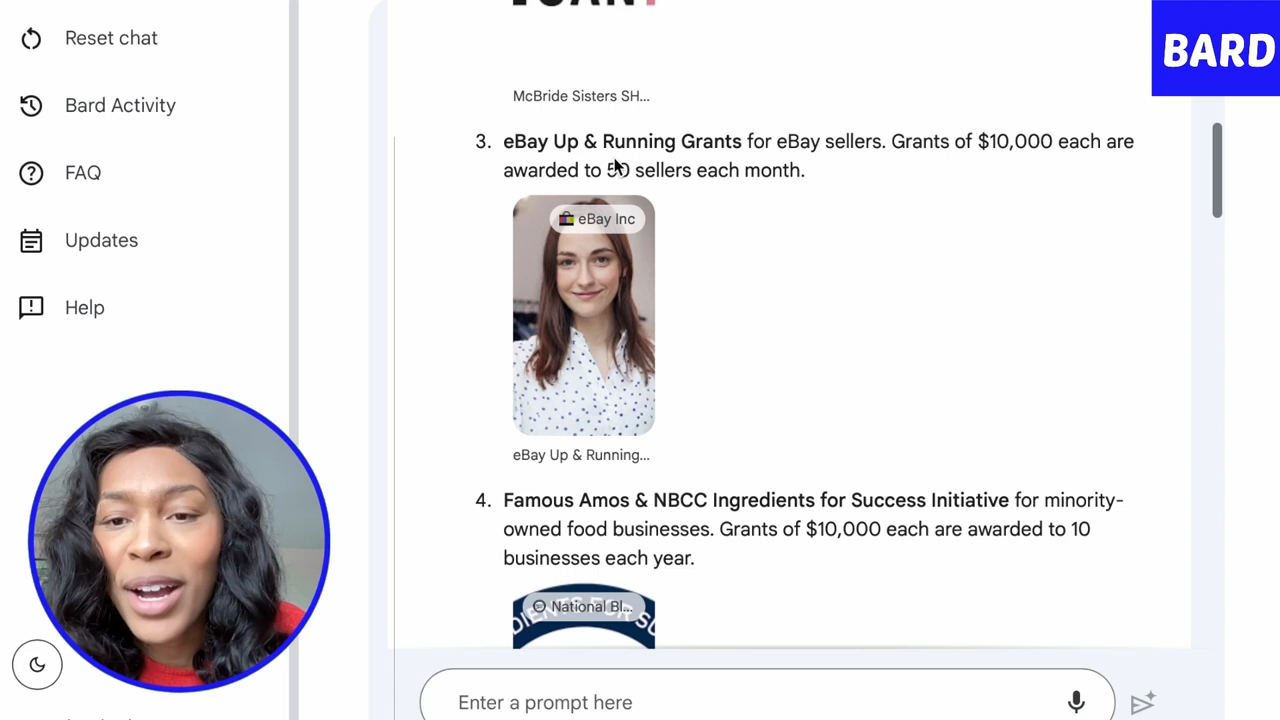 Reset chat
Bard Activity
FAQ
Updates
Help
BARD
McBride Sisters SH...
3. eBay Up & Running Grants for eBay sellers. Grants of $10,000 each are
awarded to 50 sellers each month.
eBay Inc
eBay Up & Running...
4. Famous Amos & NBCC Ingredients for Success Initiative for minority-
owned food businesses. Grants of $10,000 each are awarded to 10
businesses each year.
National Bl...
Enter a prompt here